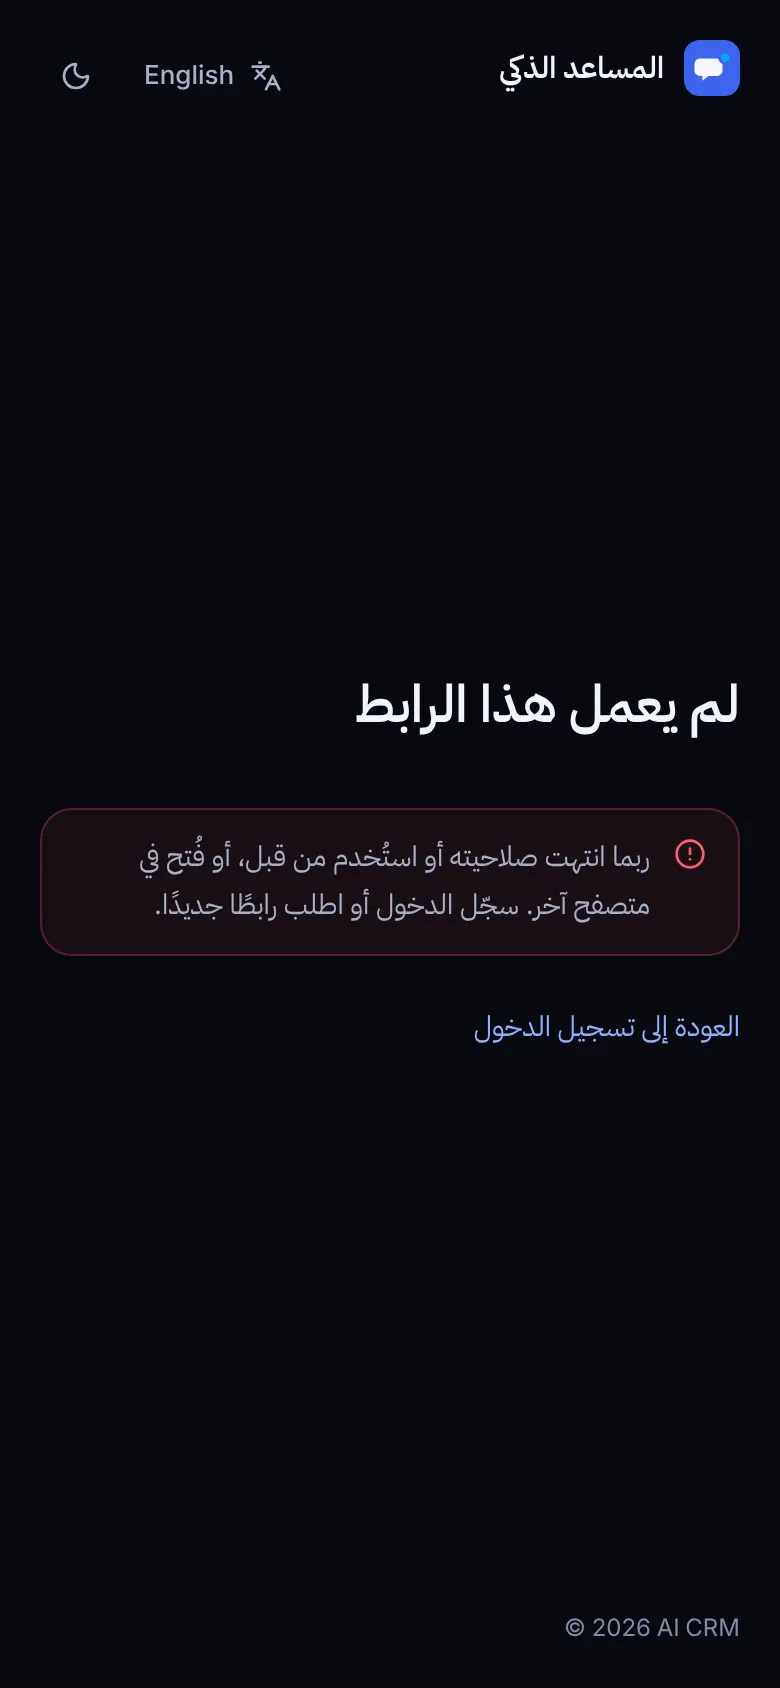 المساعد الذكي
English
لم يعمل هذا الرابط
ربما انتهت صلاحيته أو استُخدم من قبل، أو فُتح في
متصفح آخر. سجّل الدخول أو اطلب رابطًا جديدًا.
العودة إلى تسجيل الدخول
© 2026 AI CRM